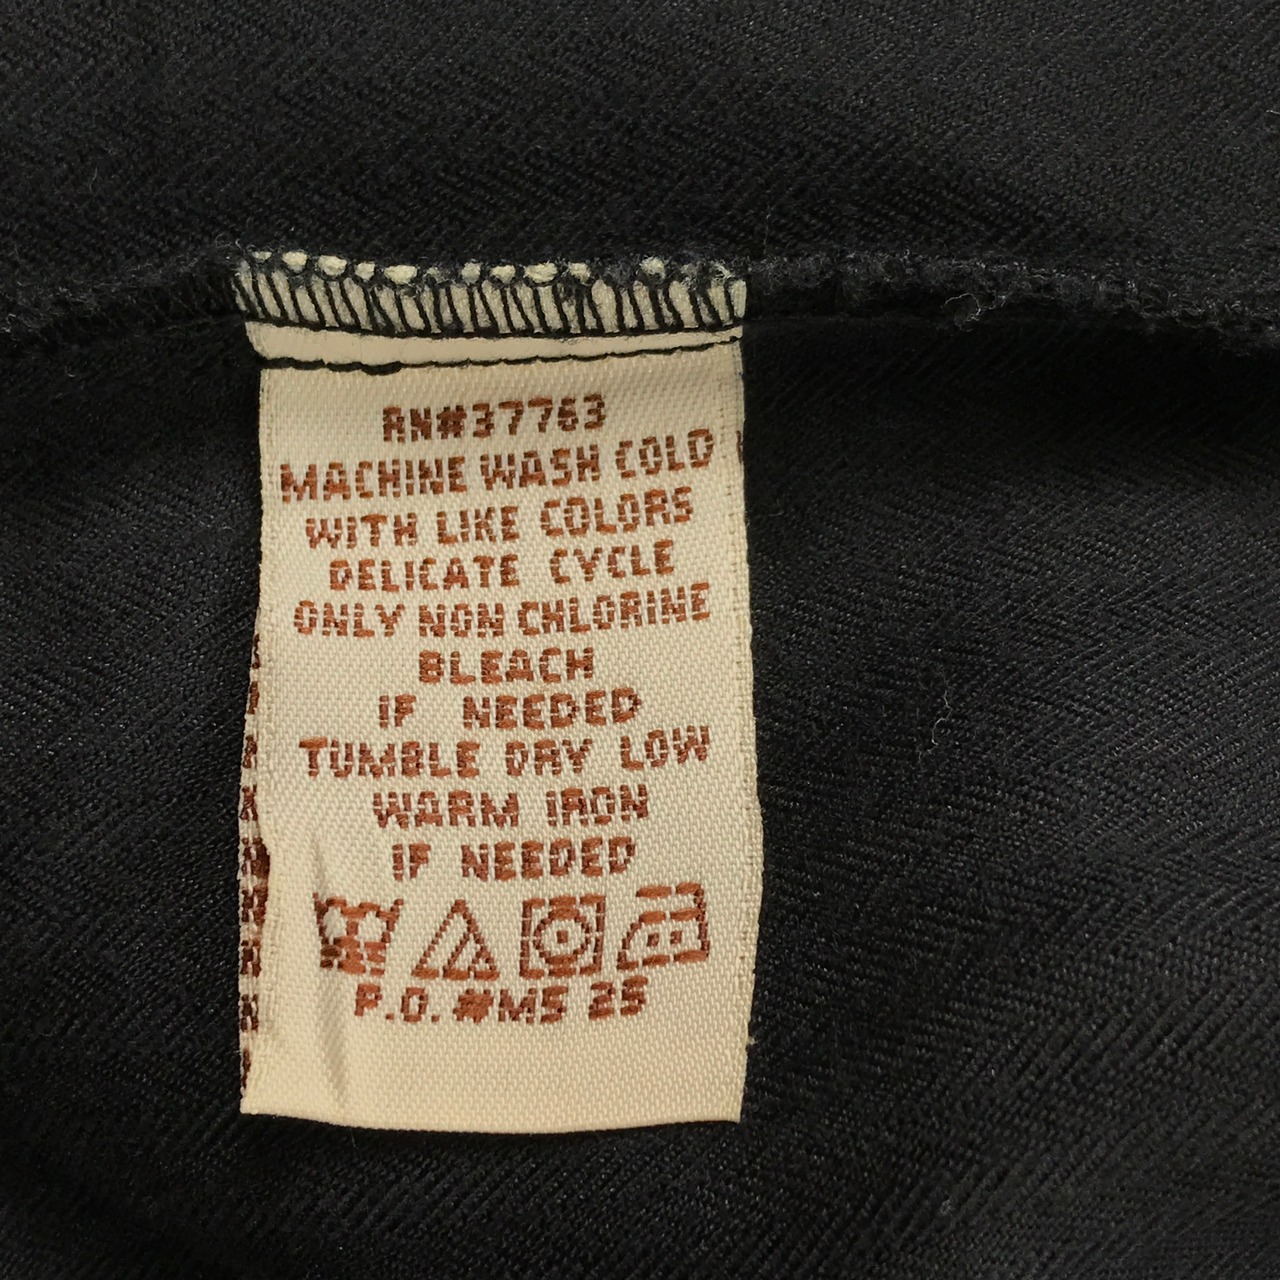 RN#37763
MACHINE WASH COLD
WITH LIKE COLORS
DELICATE CYCLE
ONLY NON CHLORINE
BLEACH
IF NEEDED
TUMBLE DRY LOW
WARM IRON
IF NEEDED
P.O. #MS 25